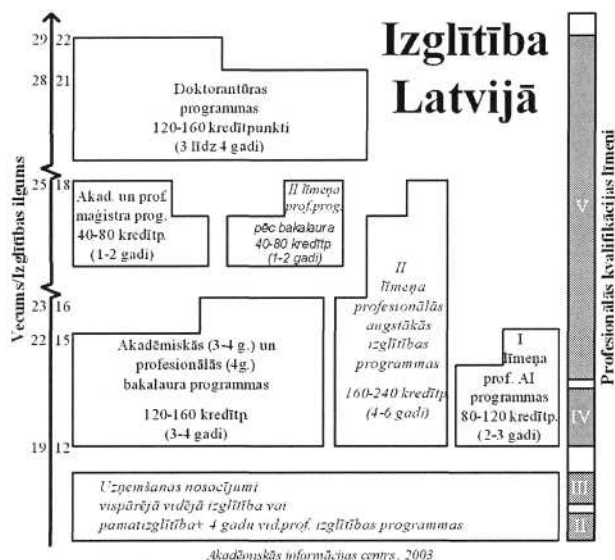 Izglītība
Latvijā
Vecums/Izglītības ilgums
29 22
28 21
25 18
23 16
22 15
19 12
Doktorantūras
programmas
120-160 kredītpunkti
(3 līdz 4 gadi)
Akad. un prof.
maģistra prog.
40-80 kredītp.
(1-2 gadi)
II līmeņa
prof.prog.
pēc bakalaura
40-80 kredītp.
(1-2 gadi)
II
līmeņa
profesionālās
augstākās
izglītības
programmas
160-240 kredītp.
(4-6 gadi)
Akadēmiskās (3-4 g.) un
profesionālās (4g.)
bakalaura programmas
120-160 kredītp.
(3-4 gadi)
I
līmeņa
prof. AI
programmas
80-120 kredītp.
(2-3 gadi)
Uzņemšanas nosacījumi
vispārējā vidējā izglītība vai
pamatizglītība+ 4 gadu vid.prof. izglītības programmas
V
IV
III
II
Profesionālās kvalifikācijas līmeni
Akadēmiskās informācijas centrs, 2003